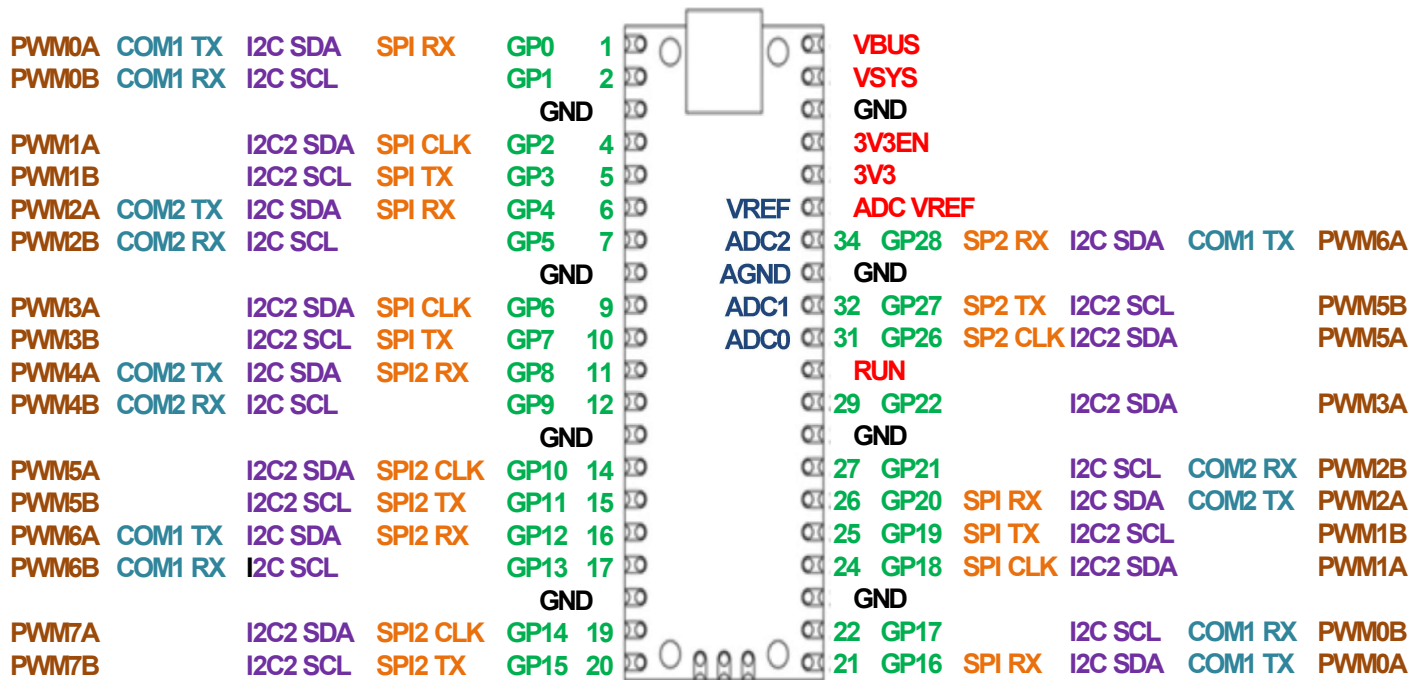 PWM0A COM1 TX I2C SDA SPI RX GP0 1 VBUS
PWM0B COM1 RX I2C SCL GP1 2 VSYS
GND GND
PWM1A I2C2 SDA SPI CLK GP2 4 3V3EN
PWM1B I2C2 SCL SPI TX GP3 5 3V3
PWM2A COM2 TX I2C SDA SPI RX GP4 6 VREF ADC VREF
PWM2B COM2 RX I2C SCL GP5 7 ADC2 34 GP28 SP2 RX I2C SDA COM1 TX PWM6A
GND AGND GND
PWM3A I2C2 SDA SPI CLK GP6 9 ADC1 32 GP27 SP2 TX I2C2 SCL PWM5B
PWM3B I2C2 SCL SPI TX GP7 10 ADC0 31 GP26 SP2 CLK I2C2 SDA PWM5A
PWM4A COM2 TX I2C SDA SPI2 RX GP8 11 RUN
PWM4B COM2 RX I2C SCL GP9 12 29 GP22 I2C2 SDA PWM3A
GND GND
PWM5A I2C2 SDA SPI2 CLK GP10 14 27 GP21 I2C SCL COM2 RX PWM2B
PWM5B I2C2 SCL SPI2 TX GP11 15 26 GP20 SPI RX I2C SDA COM2 TX PWM2A
PWM6A COM1 TX I2C SDA SPI2 RX GP12 16 25 GP19 SPI TX I2C2 SCL PWM1B
PWM6B COM1 RX I2C SCL GP13 17 24 GP18 SPI CLK I2C2 SDA PWM1A
GND GND
PWM7A I2C2 SDA SPI2 CLK GP14 19 22 GP17 I2C SCL COM1 RX PWM0B
PWM7B I2C2 SCL SPI2 TX GP15 20 21 GP16 SPI RX I2C SDA COM1 TX PWM0A